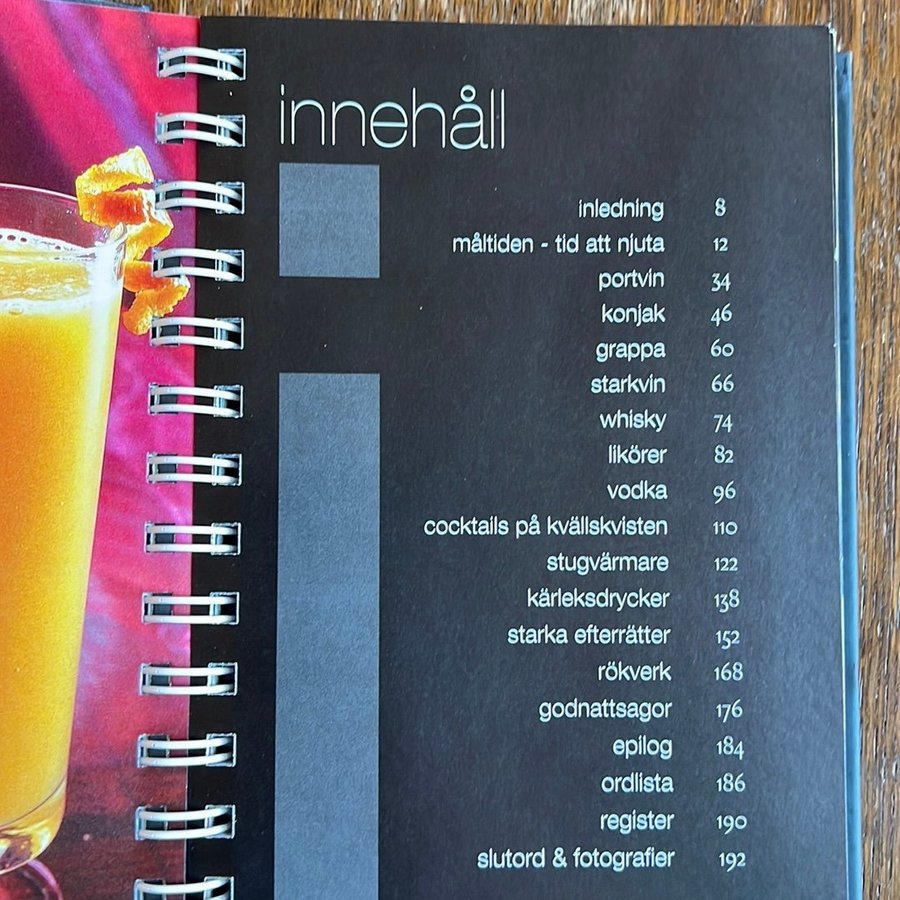 innehåll
inledning 8
måltiden - tid att njuta 12
portvin 34
konjak 46
grappa 60
starkvin 66
whisky 74
likörer 82
vodka 96
cocktails på kvällskvisten 110
stugvärmare 122
kärleksdrycker 138
starka efterrätter 152
rökverk 168
godnattsagor 176
epilog 184
ordlista 186
register 190
slutord & fotografier 192